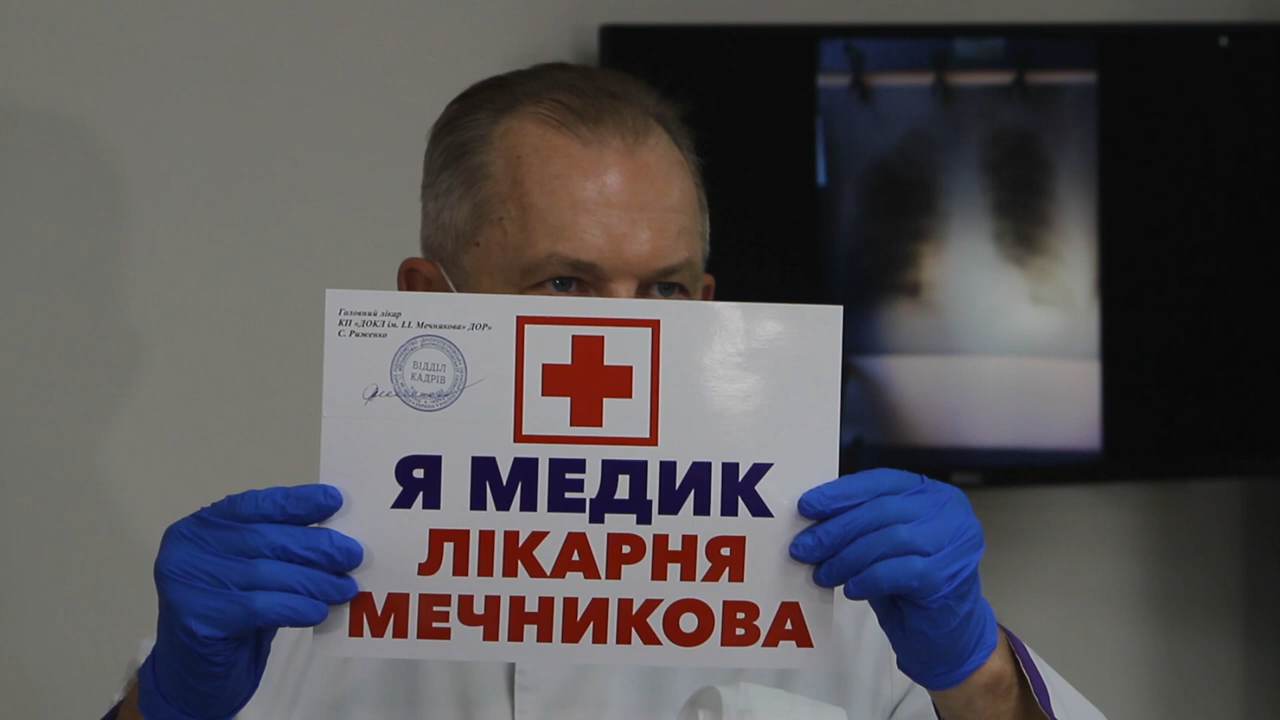 Головний лікар
КП «ДОКЛ ім. І.І. Мечникова» ДОР»
С. Риженко
ВІДДІЛ
КАДРІВ
Я МЕДИК
ЛІКАРНЯ
МЕЧНИКОВА